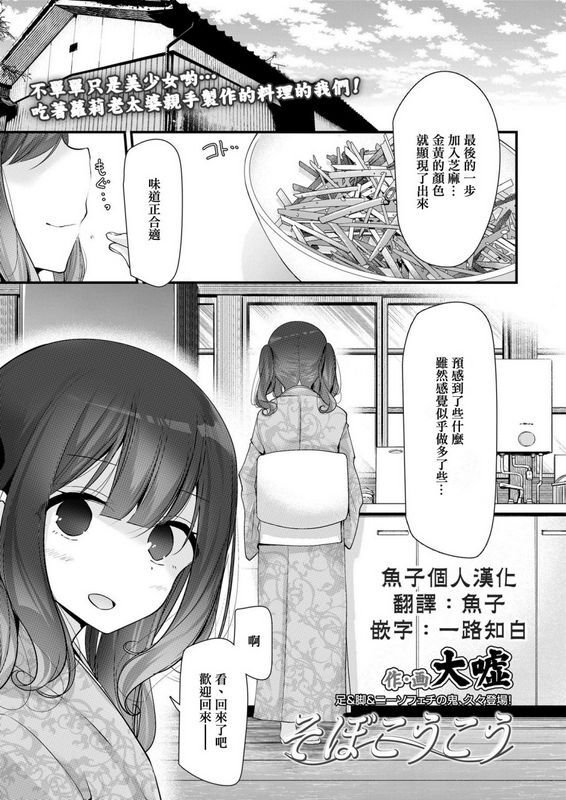 不單單只是美少女喲…
吃著蘿莉老太婆親手製作的料理的我們!
最後的一步
加入芝麻…
金黃的顏色
就顯現了出來
コトッ
もぐ…
味道正合適
預感到了些什麼
雖然感覺似乎做多了些…
啊
看、回來了吧
歡迎回來——
魚子個人漢化
翻譯：魚子
嵌字：一路知白
作・画 大嘘
足&脚&ニーソフェチの鬼、久々登場!
そぼこうこう